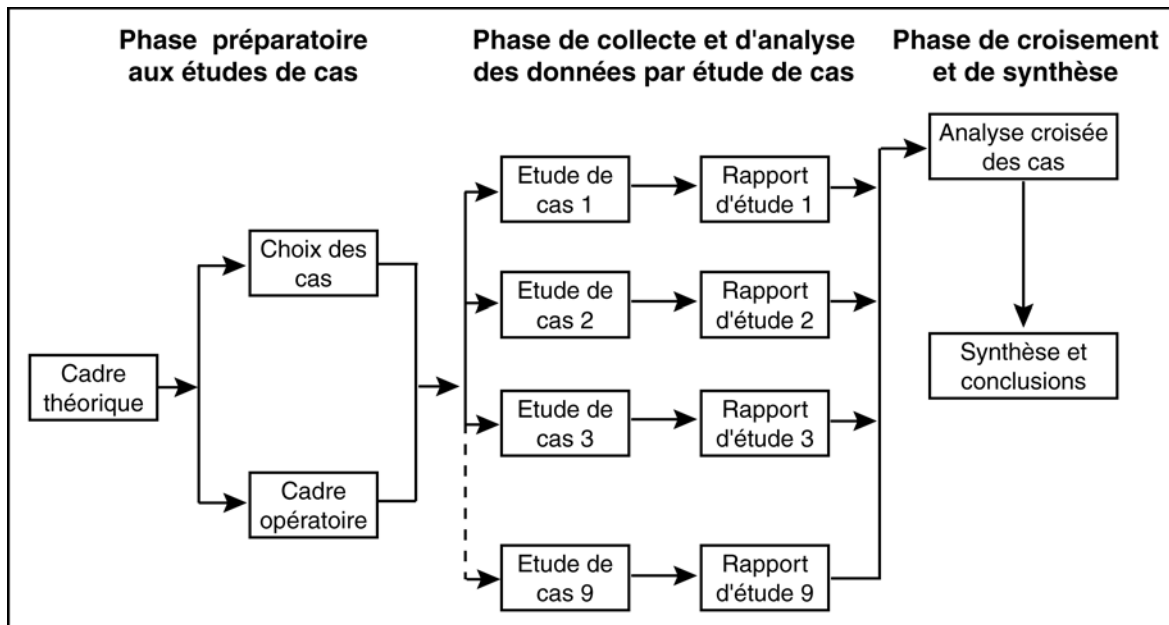 Phase préparatoire
aux études de cas
Phase de collecte et d'analyse
des données par étude de cas
Phase de croisement
et de synthèse
Cadre
théorique
Choix des
cas
Cadre
opératoire
Etude de
cas 1
Rapport
d'étude 1
Etude de
cas 2
Rapport
d'étude 2
Etude de
cas 3
Rapport
d'étude 3
Etude de
cas 9
Rapport
d'étude 9
Analyse croisée
des cas
Synthèse et
conclusions